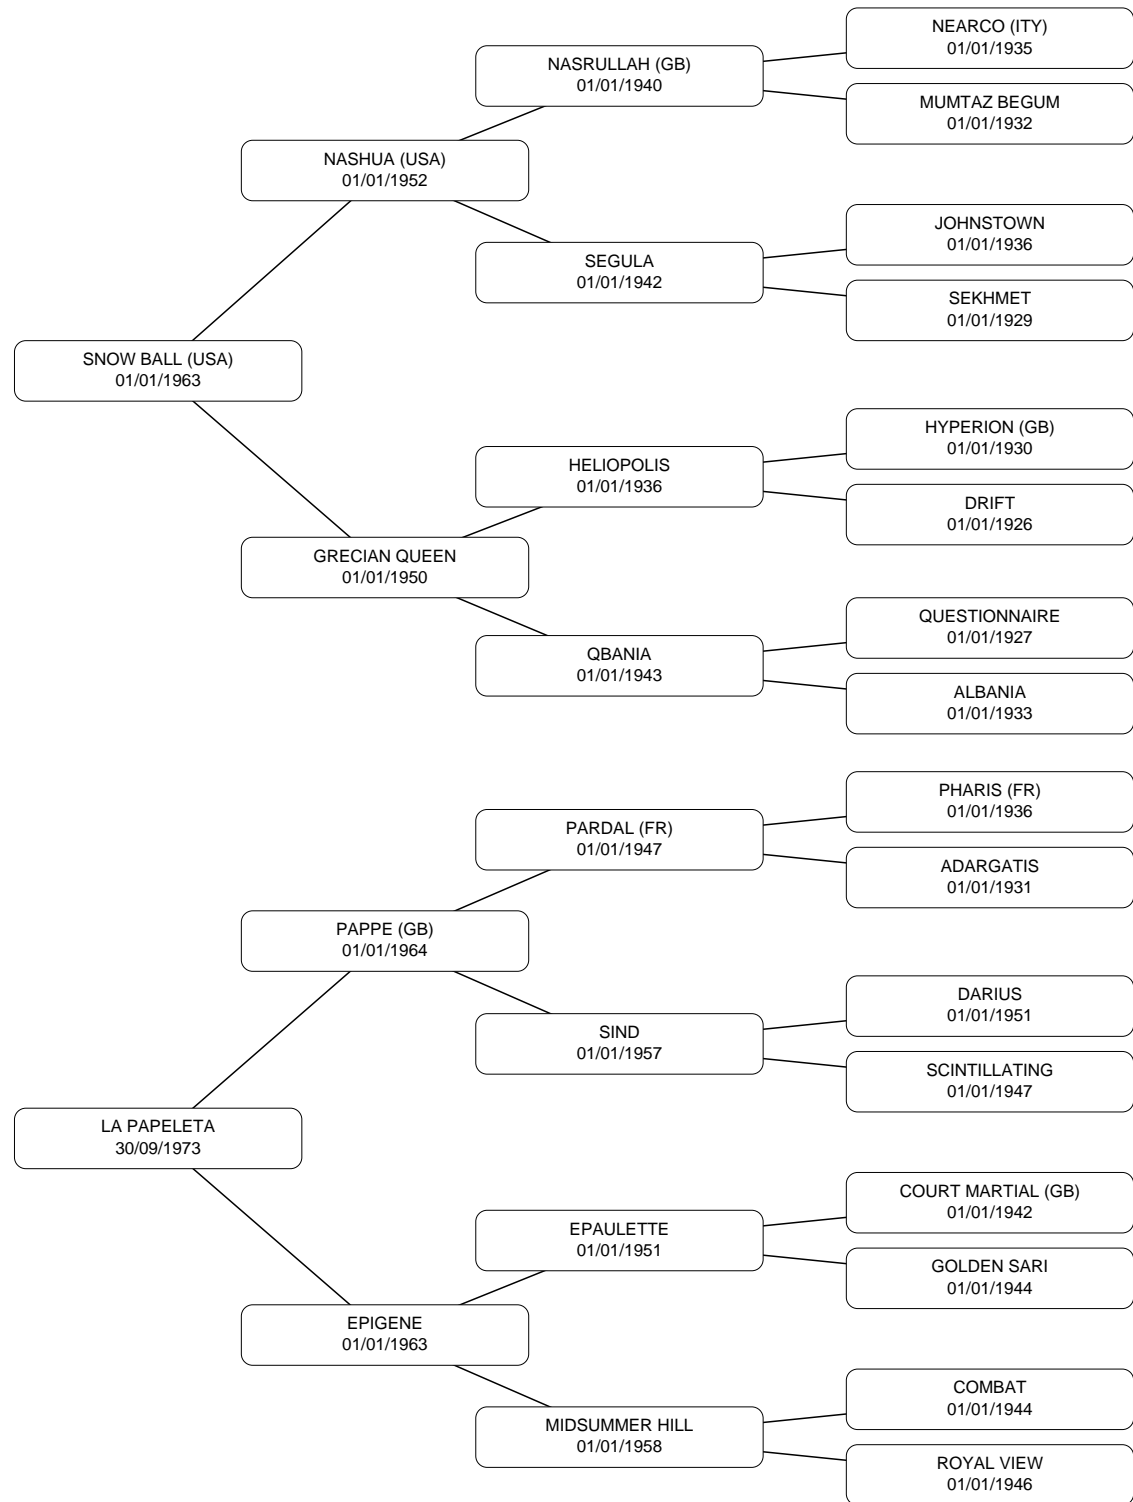 NEARCO (ITY)
01/01/1935
NASRULLAH (GB)
01/01/1940
MUMTAZ BEGUM
01/01/1932
NASHUA (USA)
01/01/1952
JOHNSTOWN
01/01/1936
SEGULA
01/01/1942
SEKHMET
01/01/1929
SNOW BALL (USA)
01/01/1963
HYPERION (GB)
01/01/1930
HELIOPOLIS
01/01/1936
DRIFT
01/01/1926
GRECIAN QUEEN
01/01/1950
QUESTIONNAIRE
01/01/1927
QBANIA
01/01/1943
ALBANIA
01/01/1933
PHARIS (FR)
01/01/1936
PARDAL (FR)
01/01/1947
ADARGATIS
01/01/1931
PAPPE (GB)
01/01/1964
DARIUS
01/01/1951
SIND
01/01/1957
SCINTILLATING
01/01/1947
LA PAPELETA
30/09/1973
COURT MARTIAL (GB)
01/01/1942
EPAULETTE
01/01/1951
GOLDEN SARI
01/01/1944
EPIGENE
01/01/1963
COMBAT
01/01/1944
MIDSUMMER HILL
01/01/1958
ROYAL VIEW
01/01/1946